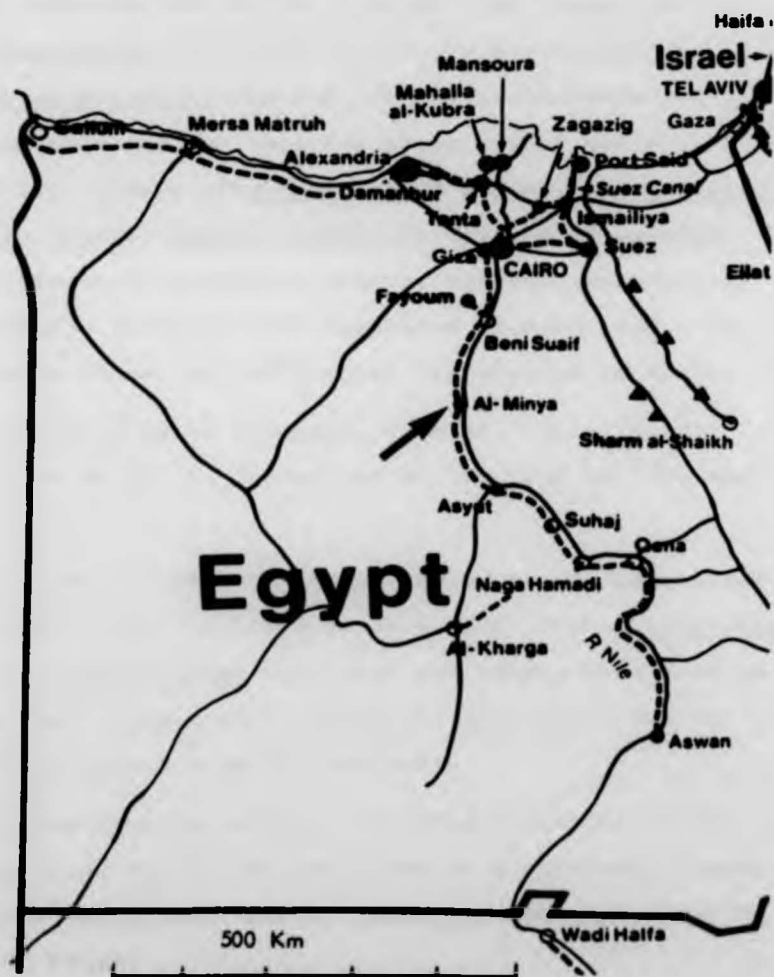 Haifa
Israel
TEL AVIV
Gaza
Mansoura
Mahalla
al-Kubra
Zagazig
Sallum
Mersa Matruh
Alexandria
Port Said
Damanhur
Suez Canal
Tanta
Ismailiya
Giza
Suez
CAIRO
Eilat
Fayoum
Beni Suaif
Al-Minya
Sharm al-Shaikh
Asyut
Suhaj
Qena
Egypt
Naga Hamadi
Al-Kharga
R Nile
Aswan
500 Km
Wadi Halfa